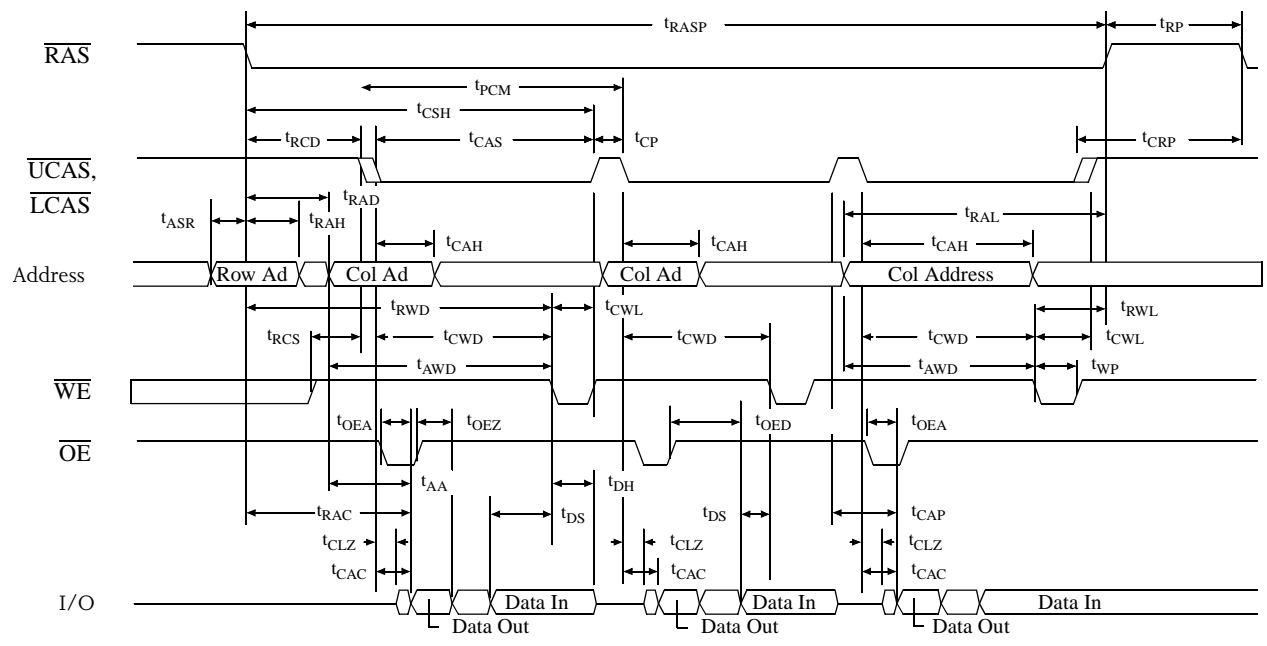 tRASP tRP
RAS
tPCM
tCSH
tRCD tCAS tCP tCRP
UCAS,
LCAS
tRAD
tASR tRAH tRAL
tCAH tCAH tCAH
Address Row Ad Col Ad Col Ad Col Address
tRWD tCWL tRWL
tRCS tCWD tCWD tCWD tCWL
tAWD tAWD tWP
WE
tOEA tOEZ tOED tOEA
OE
tAA tDH
tRAC tDS tDS tCAP
tCLZ tCLZ tCLZ
tCAC tCAC tCAC
I/O Data In Data In Data In
Data Out Data Out Data Out